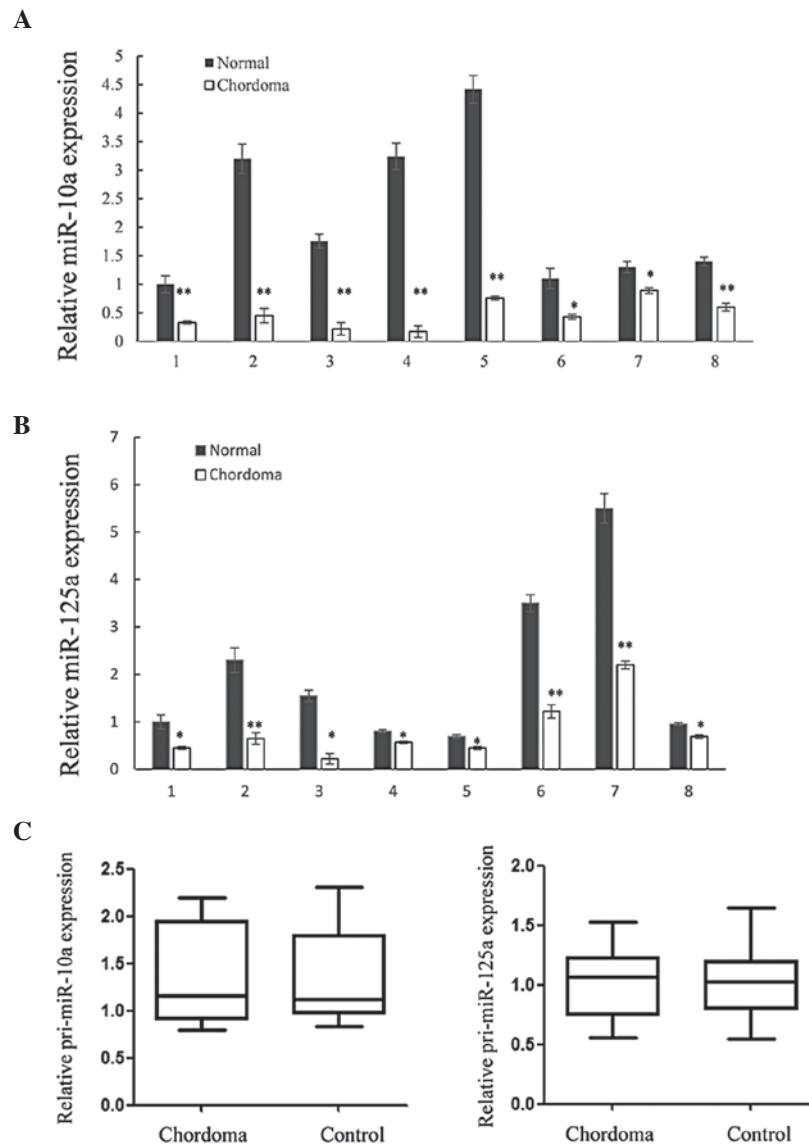 A
Relative miR-10a expression
5
4.5
4
3.5
3
2.5
2
1.5
1
0.5
0
Normal
Chordoma
** ** ** ** ** * * **
1 2 3 4 5 6 7 8
B
Relative miR-125a expression
7
6
5
4
3
2
1
0
Normal
Chordoma
* ** * * * ** ** *
1 2 3 4 5 6 7 8
C
Relative pri-miR-10a expression
2.5
2.0
1.5
1.0
0.5
0.0
Chordoma Control
Relative pri-miR-125a expression
2.0
1.5
1.0
0.5
0.0
Chordoma Control